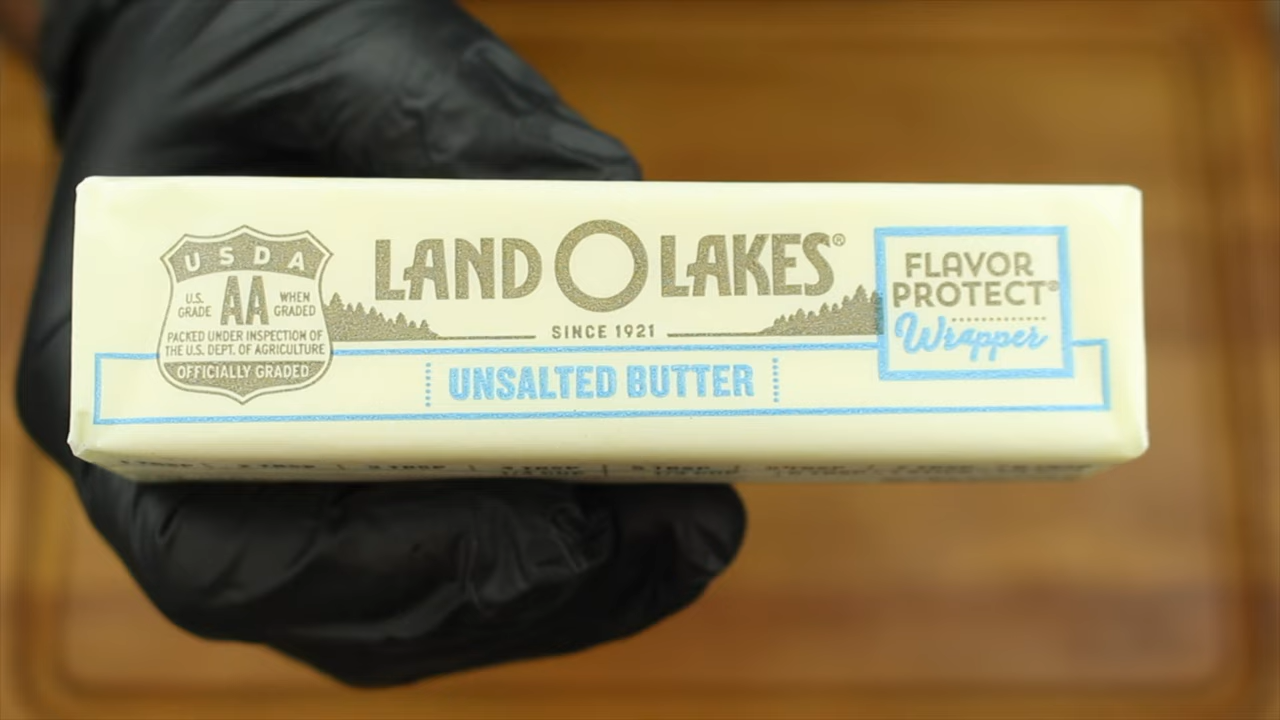 USDA
U.S. GRADE AA WHEN GRADED
PACKED UNDER INSPECTION OF
THE U.S. DEPT. OF AGRICULTURE
OFFICIALLY GRADED
LAND O LAKES®
SINCE 1921
UNSALTED BUTTER
FLAVOR
PROTECT®
Wrapper